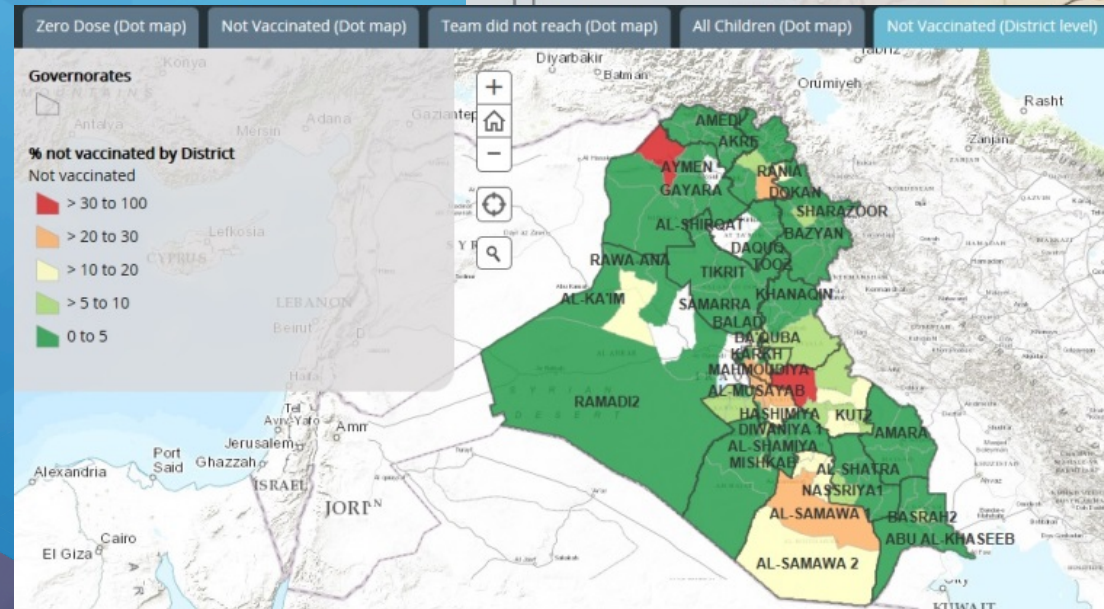 Zero Dose (Dot map)
Not Vaccinated (Dot map)
Team did not reach (Dot map)
All Children (Dot map)
Not Vaccinated (District level)
Governorates
% not vaccinated by District
Not vaccinated
> 30 to 100
> 20 to 30
> 10 to 20
> 5 to 10
0 to 5
+
−
Konya
Antalya
Mersin
Adana
Gaziantep
Lefkosia
CYPRUS
LEBANON
Beirut
Haifa
Diyarbakir
Batman
Orumiyeh
Tabriz
Rasht
Zanjan
AMEDI
AKRE
AYMEN
RANIA
GAYARA
DOKAN
SHARAZOOR
AL-SHIRQAT
BAZYAN
DAQUQ
RAWA ANA
TOOZ
TIKRIT
AL-KA'IM
KHANAQIN
SAMARRA
BALAD
DA'QUBA
KARKH
MAHMOUDIYA
AL-MUSAYAB
RAMADI2
HASHIMIYA
KUT2
DIWANIYA 1
AMARA
AL-SHAMIYA
MISHKAB
AL-SHATRA
NASSRIYA1
AL-SAMAWA 1
BASRAH2
ABU AL-KHASEEB
AL-SAMAWA 2
SYRIAN
DESERT
Tel
Aviv-Yafo
Amm
Jerusalem
Port
Said
Ghazzah
Alexandria
ISRAEL
Cairo
El Giza
KUWAIT